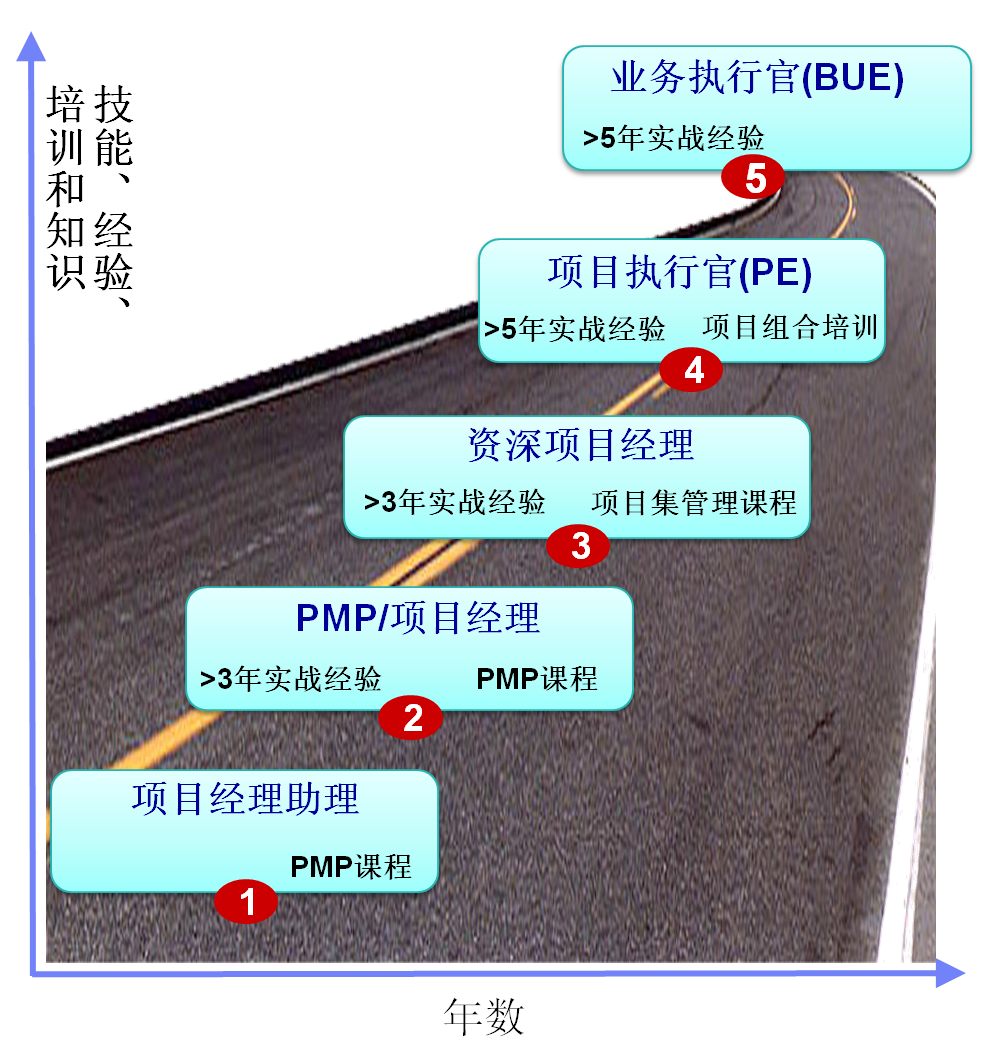 技能、经验、
培训和知识
业务执行官(BUE)
>5年实战经验
5
项目执行官(PE)
>5年实战经验 项目组合培训
4
资深项目经理
>3年实战经验 项目集管理课程
3
PMP/项目经理
>3年实战经验 PMP课程
2
项目经理助理
PMP课程
1
年数